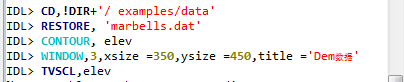 IDL> CD,!DIR+'/ examples/data'
IDL> RESTORE, 'marbells.dat'
IDL> CONTOUR, elev
IDL> WINDOW,3,xsize =350,ysize =450,title ='Dem数据'
IDL> TVSCL,elev